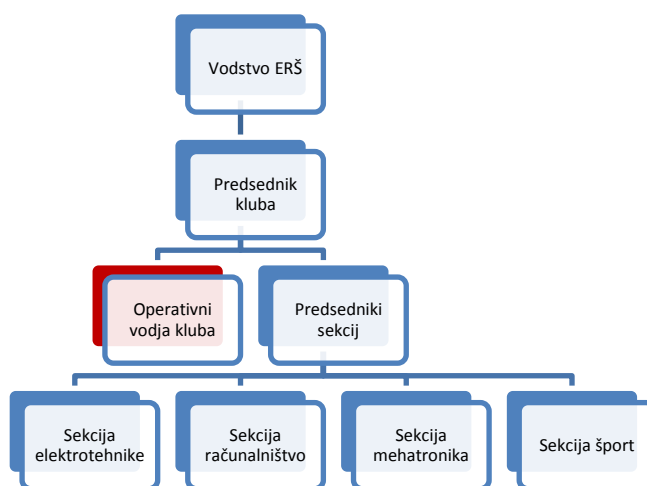 Vodstvo ERŠ
Predsednik
kluba
Operativni
vodja kluba
Predsedniki
sekcij
Sekcija
elektrotehnike
Sekcija
računalništvo
Sekcija
mehatronika
Sekcija šport